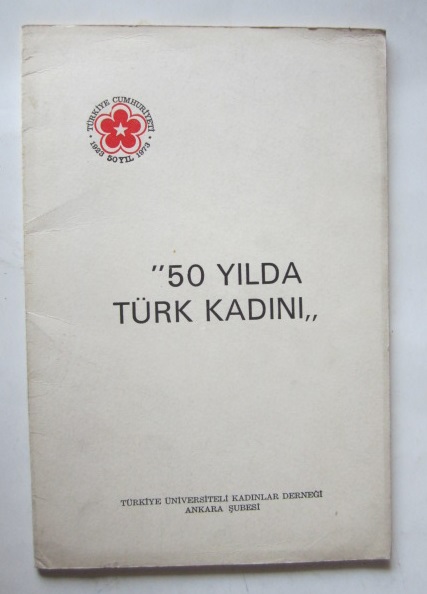 TÜRKİYE CUMHURİYETİ
1923 50 YIL 1973
"50 YILDA
TÜRK KADINI,,
TÜRKİYE ÜNİVERSİTELİ KADINLAR DERNEĞİ
ANKARA ŞUBESİ